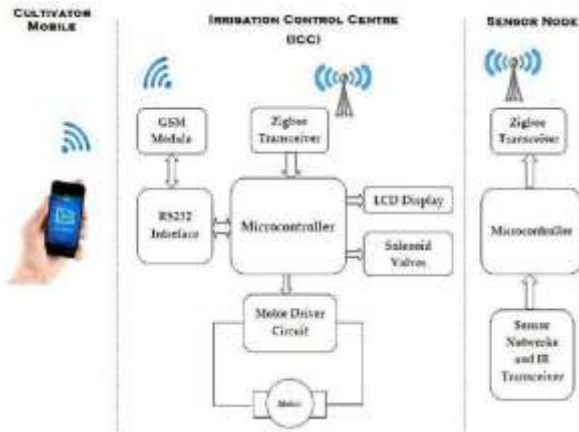 CULTIVATOR
MOBILE
IRRIGATION CONTROL CENTRE
(ICC)
SENSOR NODE
GSM
Module
Zigbee
Transceiver
Zigbee
Transceiver
RS232
Interface
Microcontroller
LCD Display
Solenoid
Valves
Microcontroller
Motor Driver
Circuit
Motor
Sensor
Networks
and IR
Transceiver